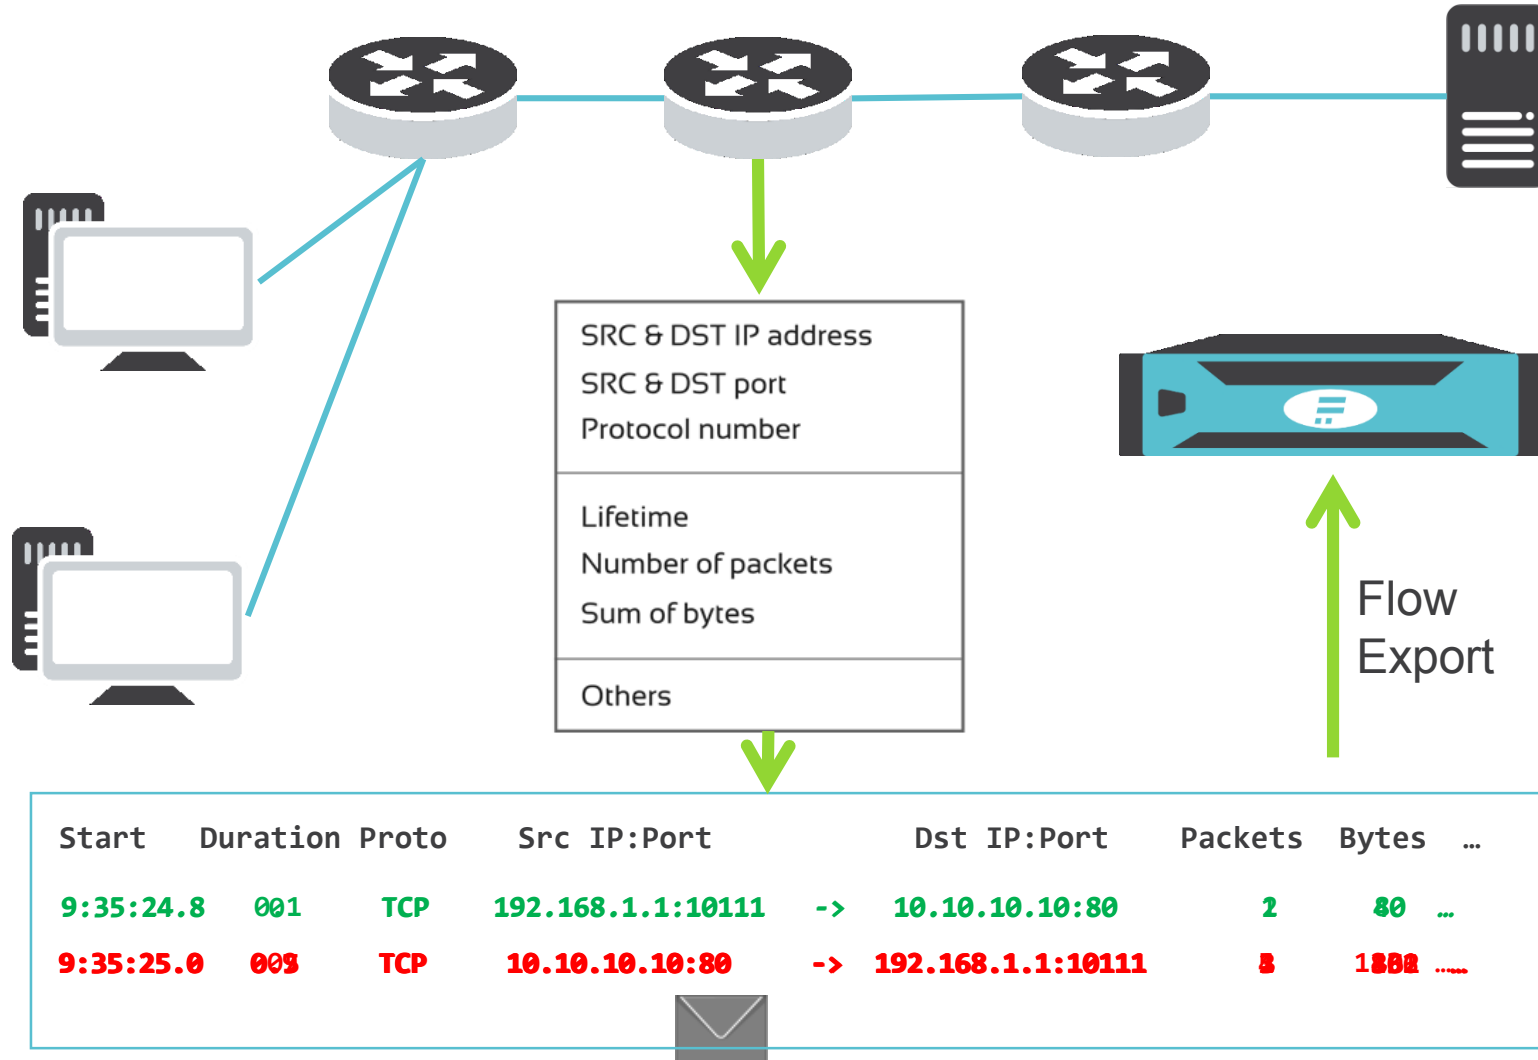 SRC & DST IP address
SRC & DST port
Protocol number
Lifetime
Number of packets
Sum of bytes
Others
Flow
Export
Start Duration Proto Src IP:Port Dst IP:Port Packets Bytes …
9:35:24.8 TCP 192.168.1.1:10111 -> 10.10.10.10:80 …
9:35:25.0 TCP 10.10.10.10:80 -> 192.168.1.1:10111